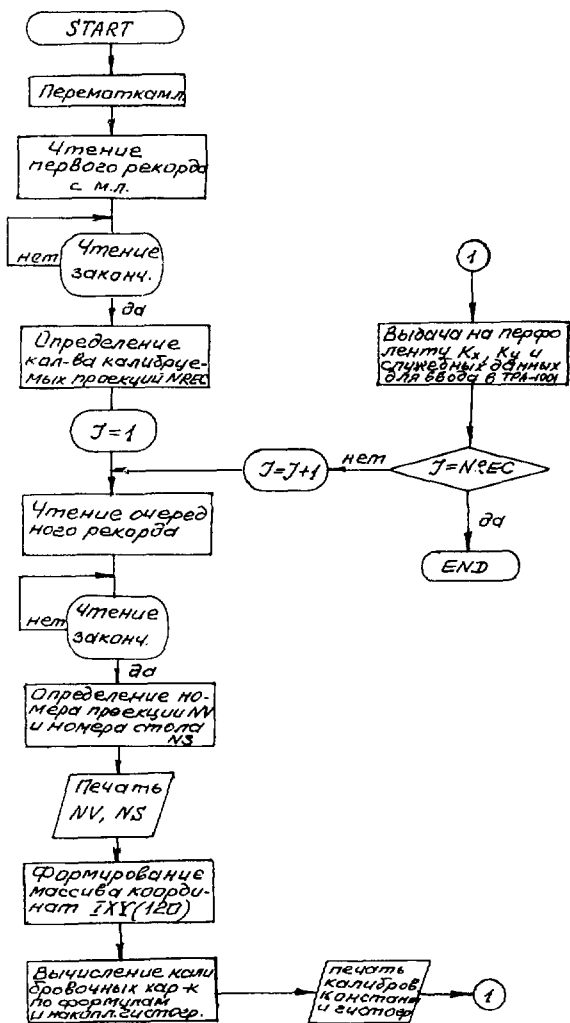 START
Перемотка м.л.
Чтение
первого рекорда
с м.л.
нет
Чтение
законч.
да
Определение
кол-ва калибруе-
мых проекций NREC
J=1
Чтение очеред
ного рекорда
нет
Чтение
законч.
да
Определение но-
мера проекции NV
и номера стола
NS
Печать
NV, NS
Формирование
массива коорди-
нат IXY(120)
Вычисление кали
бровочных хар-к
по формулам
и накопл. гистогр.
печать
калибров.
констант
и гистогр.
1
1
Выдача на перфо
ленту Kx, Ky и
служебных данных
для ввода в TPA-1001
J=NREC
нет
J=J+1
да
END